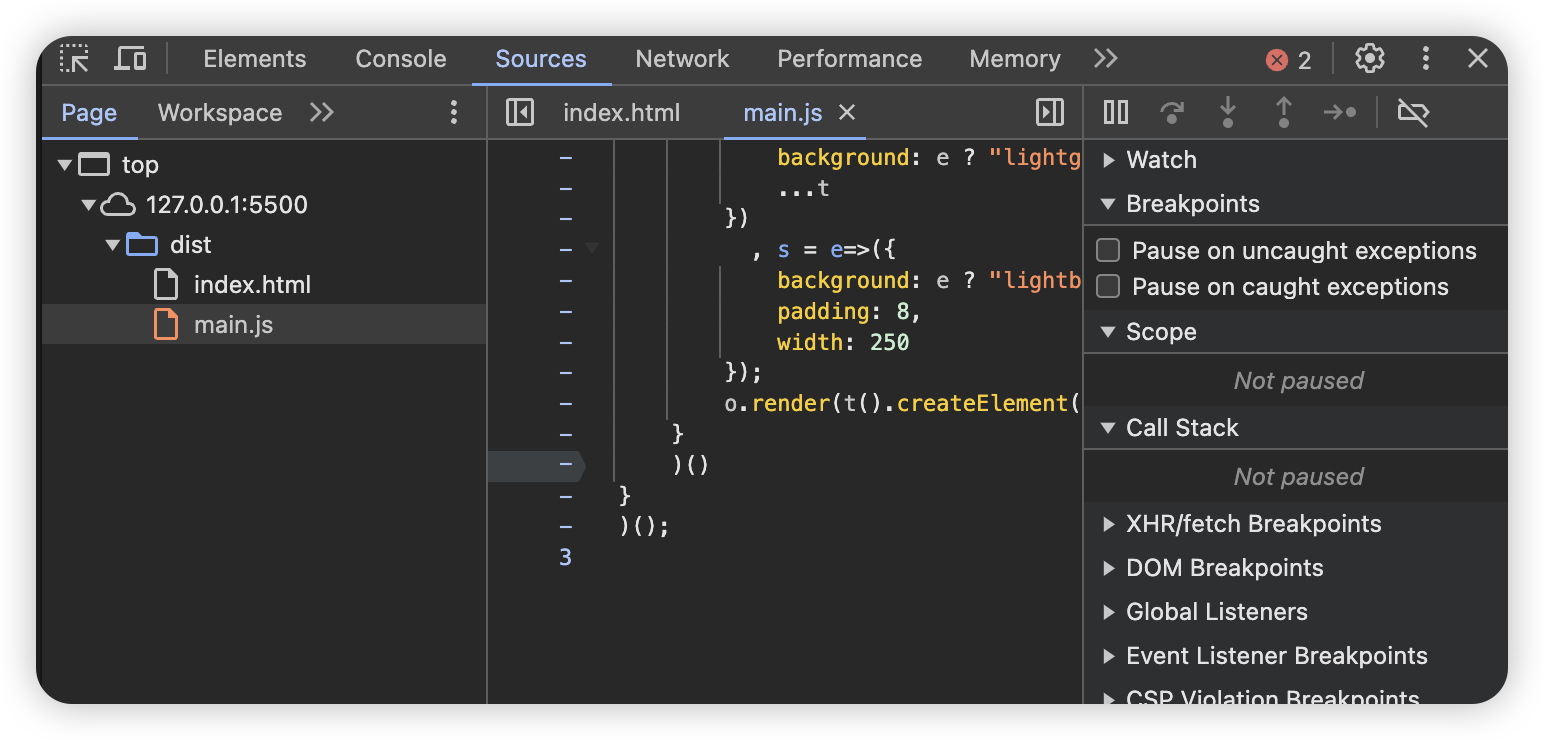 Elements Console Sources Network Performance Memory 2
Page Workspace
index.html main.js
top
127.0.0.1:5500
dist
index.html
main.js
- background: e ? "lightg
- ...t
- })
- , s = e=>({
- background: e ? "lightb
- padding: 8,
- width: 250
- });
- o.render(t().createElement(
- }
- )()
- }
- )();
3
Watch
Breakpoints
Pause on uncaught exceptions
Pause on caught exceptions
Scope
Not paused
Call Stack
Not paused
XHR/fetch Breakpoints
DOM Breakpoints
Global Listeners
Event Listener Breakpoints
CSP Violation Breakpoints